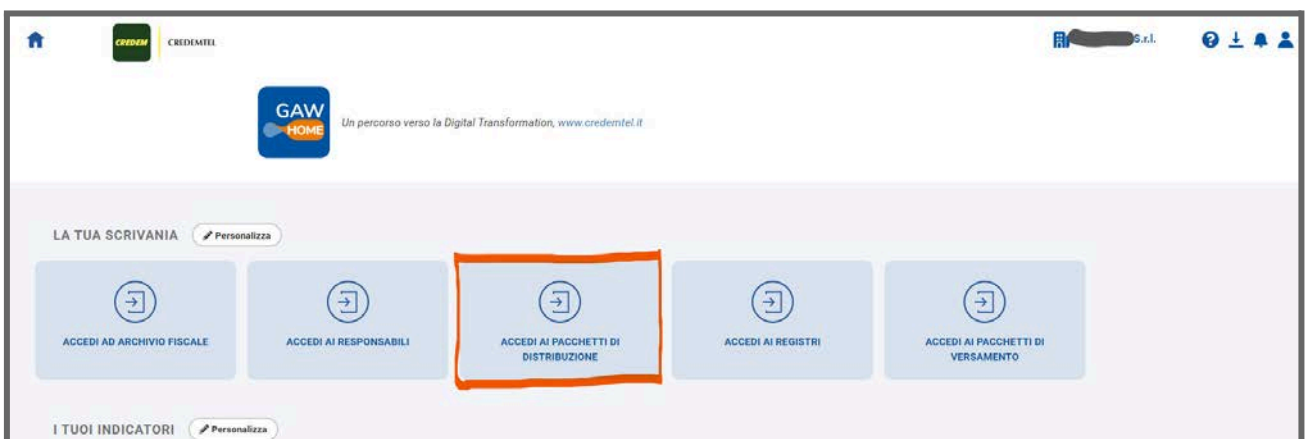 CREDEM
CREDEMTEL
S.r.l.
GAW
HOME
Un percorso verso la Digital Transformation, www.credemtel.it
LA TUA SCRIVANIA
Personalizza
ACCEDI AD ARCHIVIO FISCALE
ACCEDI AI RESPONSABILI
ACCEDI AI PACCHETTI DI
DISTRIBUZIONE
ACCEDI AI REGISTRI
ACCEDI AI PACCHETTI DI
VERSAMENTO
I TUOI INDICATORI
Personalizza